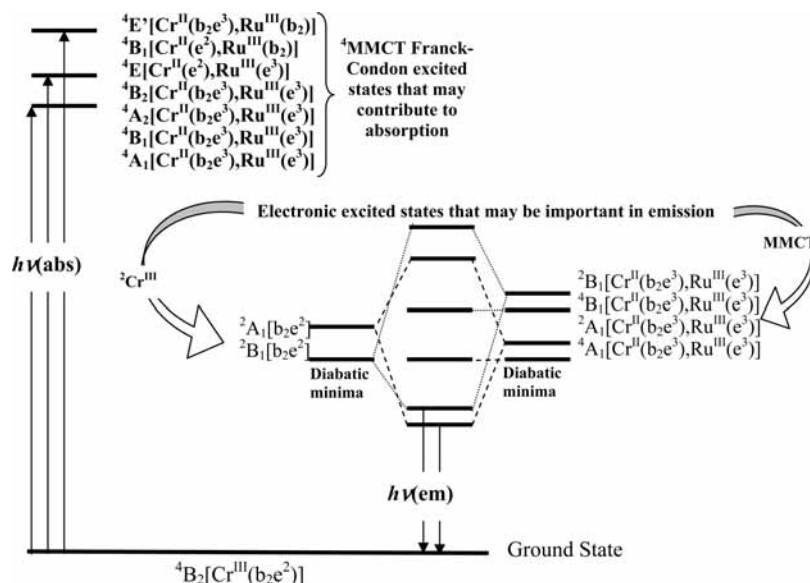 ⁴E’[Cr^II(b₂e³),Ru^III(b₂)]
⁴B₁[Cr^II(e²),Ru^III(b₂)]
⁴E[Cr^II(e²),Ru^III(e³)]
⁴B₂[Cr^II(b₂e³),Ru^III(e³)]
⁴A₂[Cr^II(b₂e³),Ru^III(e³)]
⁴B₁[Cr^II(b₂e³),Ru^III(e³)]
⁴A₁[Cr^II(b₂e³),Ru^III(e³)]
⁴MMCT Franck-
Condon excited
states that may
contribute to
absorption
Electronic excited states that may be important in emission
hν(abs)
²Cr^III
MMCT
²A₁[b₂e²]
²B₁[b₂e²]
Diabatic
minima
²B₁[Cr^II(b₂e³),Ru^III(e³)]
⁴B₁[Cr^II(b₂e³),Ru^III(e³)]
²A₁[Cr^II(b₂e³),Ru^III(e³)]
⁴A₁[Cr^II(b₂e³),Ru^III(e³)]
Diabatic
minima
hν(em)
Ground State
⁴B₂[Cr^III(b₂e²)]